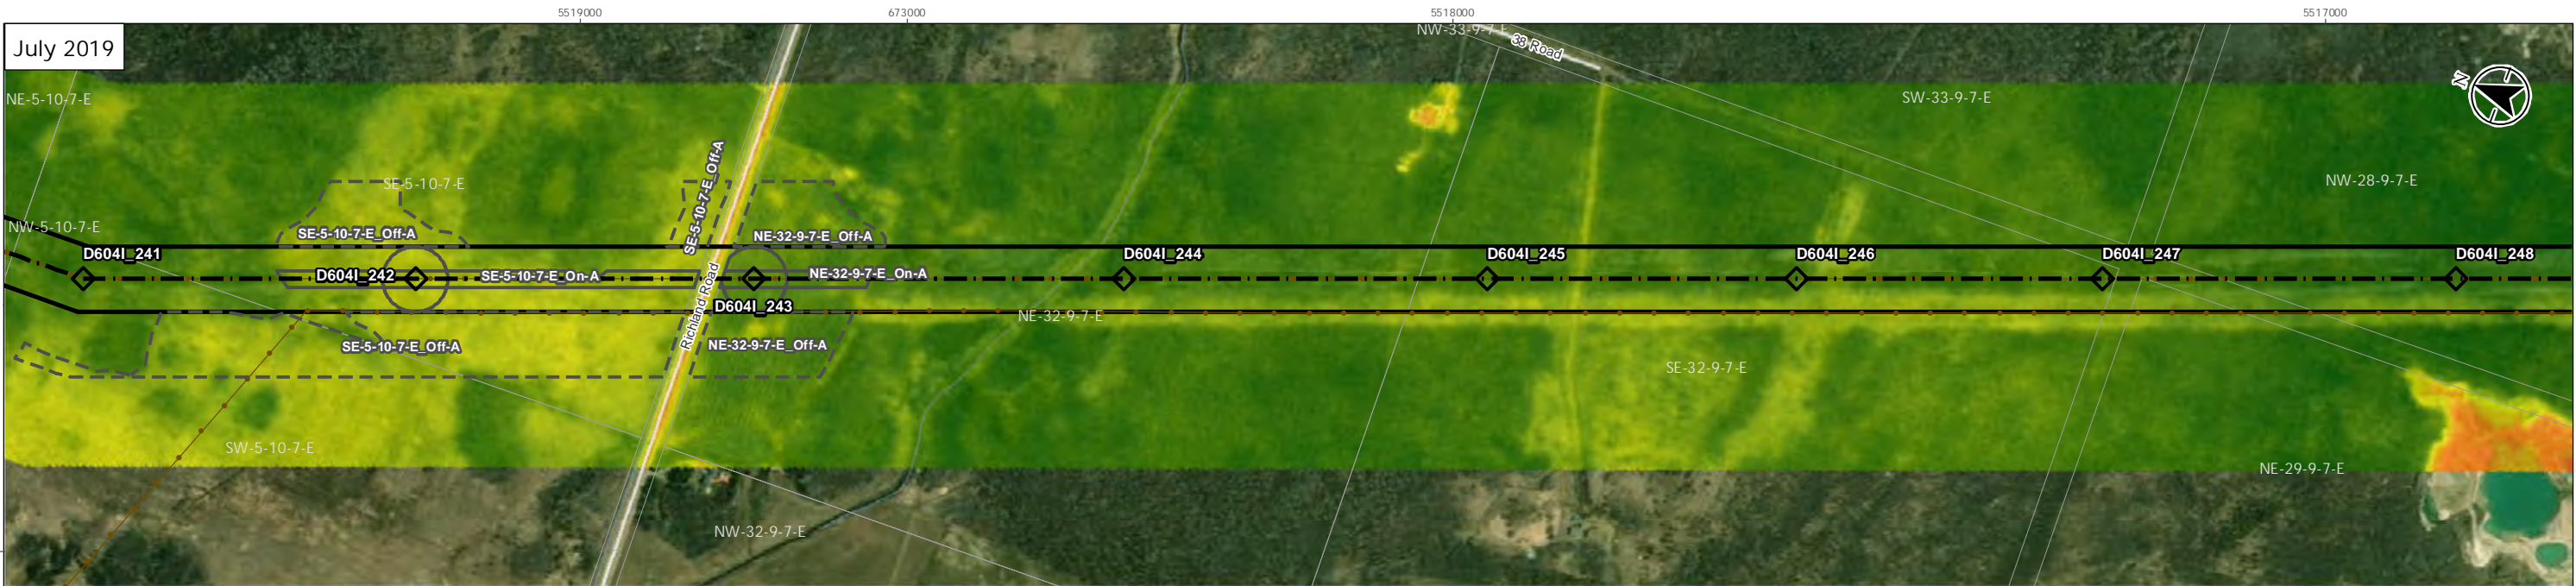 5519000
673000
5518000
5517000
July 2019
NW-33-9-7-E
38 Road
N
NE-5-10-7-E
SW-33-9-7-E
SE-5-10-7-E
NW-28-9-7-E
SE-5-10-7-E_Off-A
NW-5-10-7-E
SE-5-10-7-E_Off-A
NE-32-9-7-E_Off-A
D604I_241
D604I_244
D604I_245
D604I_246
D604I_247
D604I_248
D604I_242
SE-5-10-7-E_On-A
NE-32-9-7-E_On-A
Richland Road
D604I_243
NE-32-9-7-E
SE-5-10-7-E_Off-A
NE-32-9-7-E_Off-A
SE-32-9-7-E
SW-5-10-7-E
NE-29-9-7-E
NW-32-9-7-E